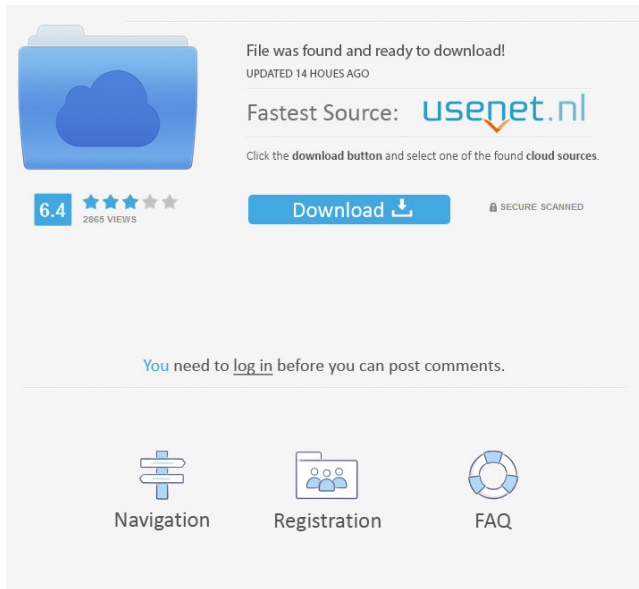 File was found and ready to download!
UPDATED 14 HOUES AGO
Fastest Source: usenet.nl
Click the download button and select one of the found cloud sources.
6.4
2865 VIEWS
Download
SECURE SCANNED
You need to log in before you can post comments.
Navigation
Registration
FAQ